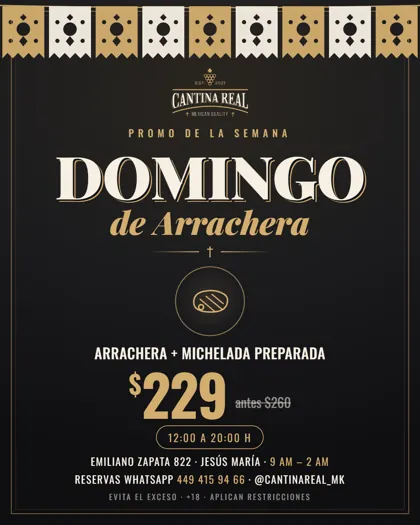 EST. 2021
CANTINA REAL
MEXICAN QUALITY
PROMO DE LA SEMANA
DOMINGO
de Arrachera
ARRACHERA + MICHELADA PREPARADA
$229 antes $260
12:00 A 20:00 H
EMILIANO ZAPATA 822 · JESÚS MARÍA · 9 AM – 2 AM
RESERVAS WHATSAPP 449 415 94 66 · @CANTINAREAL_MK
EVITA EL EXCESO · +18 · APLICAN RESTRICCIONES